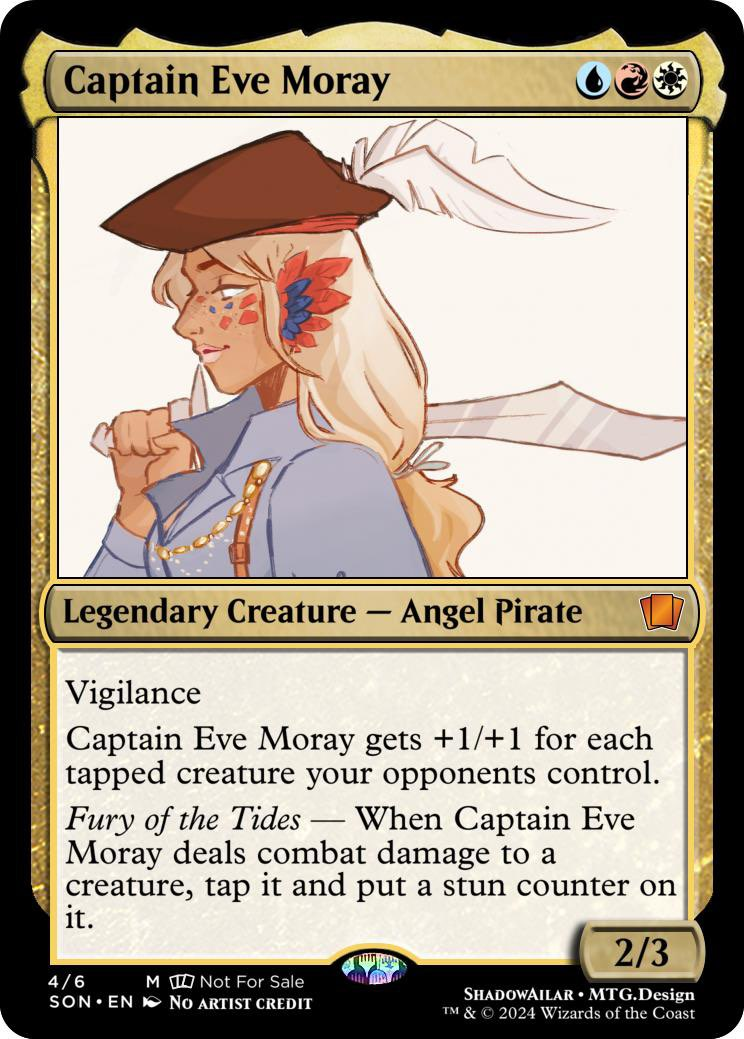 Captain Eve Moray
Legendary Creature — Angel Pirate
Vigilance
Captain Eve Moray gets +1/+1 for each
tapped creature your opponents control.
Fury of the Tides — When Captain Eve
Moray deals combat damage to a
creature, tap it and put a stun counter on
it.
2/3
4/6 M Not For Sale
SON • EN No artist credit
ShadowAilar • MTG.Design
™ & © 2024 Wizards of the Coast